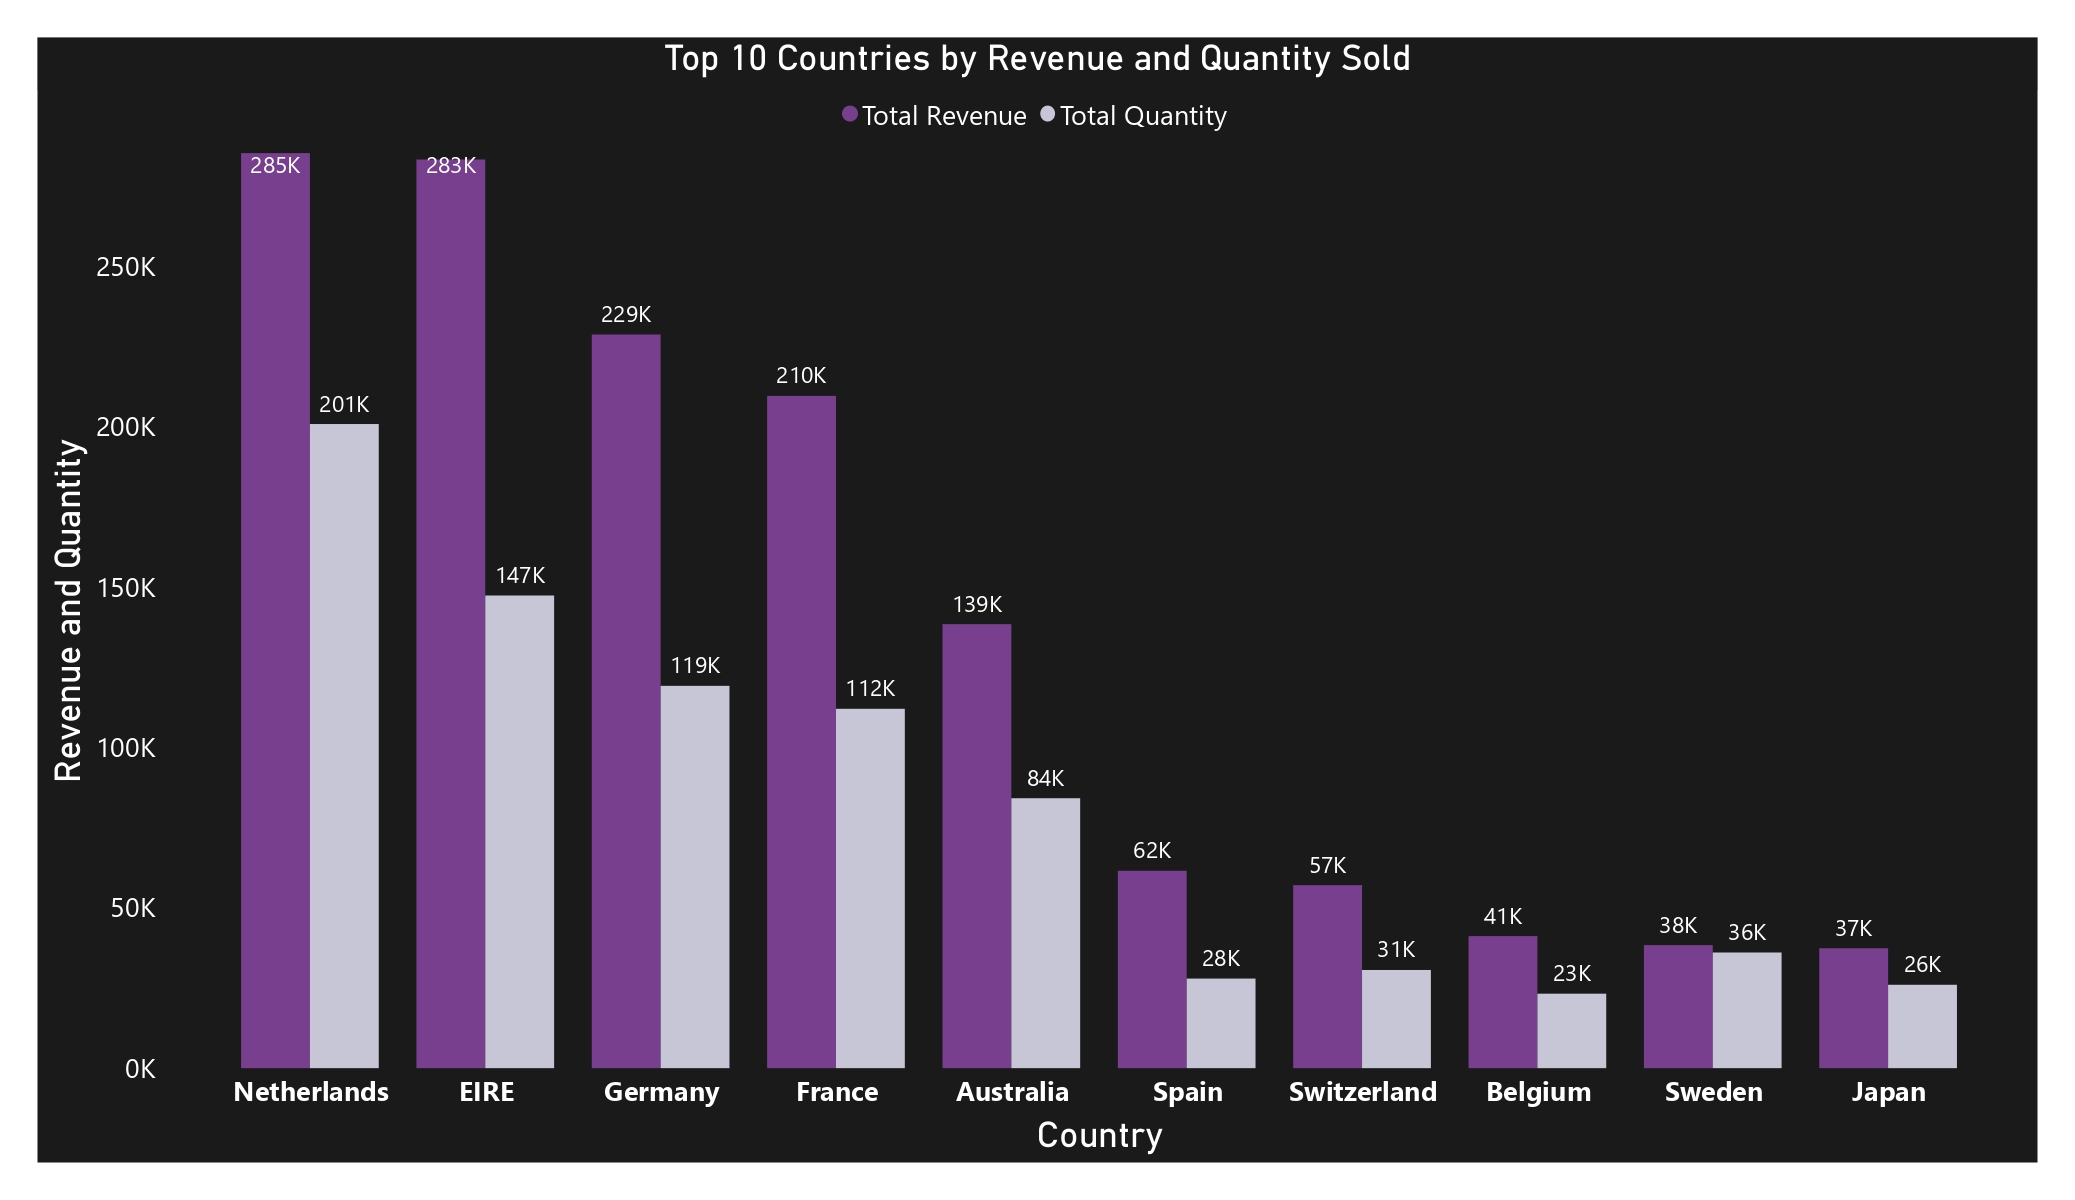 Top 10 Countries by Revenue and Quantity Sold
Total Revenue Total Quantity
Revenue and Quantity
250K
200K
150K
100K
50K
0K
285K
201K
283K
147K
229K
119K
210K
112K
139K
84K
62K
28K
57K
31K
41K
23K
38K
36K
37K
26K
Netherlands EIRE Germany France Australia Spain Switzerland Belgium Sweden Japan
Country